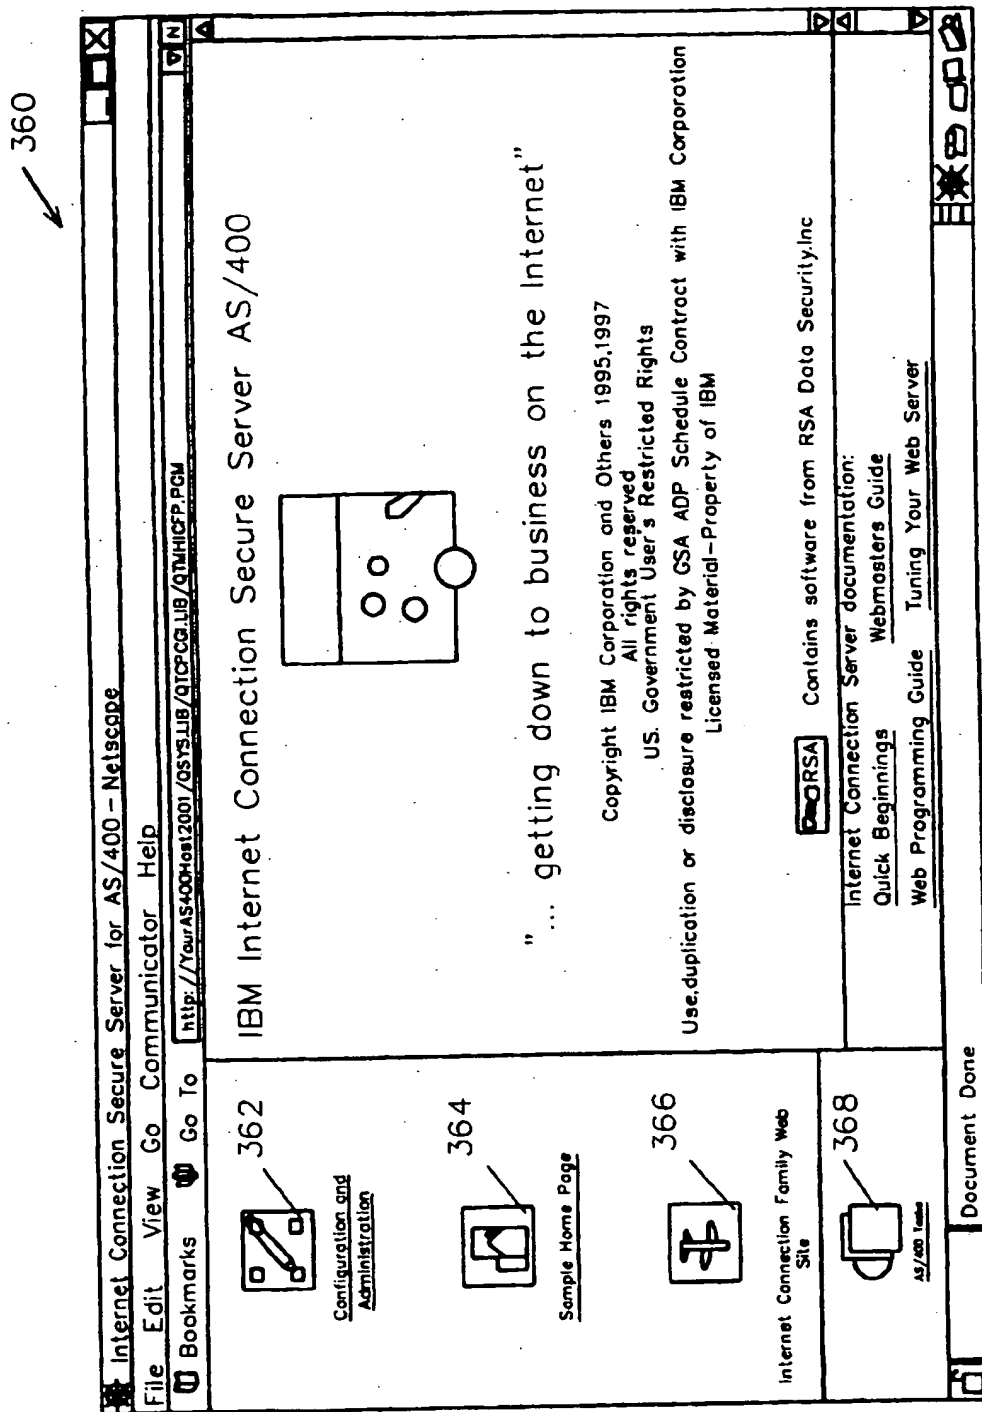 360
Internet Connection Secure Server for AS/400 - Netscape
File Edit View Go Communicator Help
Bookmarks Go To http: //YourAS400Host2001/QSYS.LIB/QTCPCGI.LIB/QTMHICFP.PGM N
362
Configuration and
Administration
364
Sample Home Page
366
Internet Connection Family Web
Site
368
AS/400 Tasks
IBM Internet Connection Secure Server AS/400
"... getting down to business on the Internet"
Copyright IBM Corporation and Others 1995,1997
All rights reserved
US. Government User's Restricted Rights
Use,duplication or disclosure restricted by GSA ADP Schedule Contract with IBM Corporation
Licensed Material-Property of IBM
RSA Contains software from RSA Data Security,Inc
Internet Connection Server documentation:
Quick Beginnings Webmasters Guide
Web Programming Guide Tuning Your Web Server
Document Done